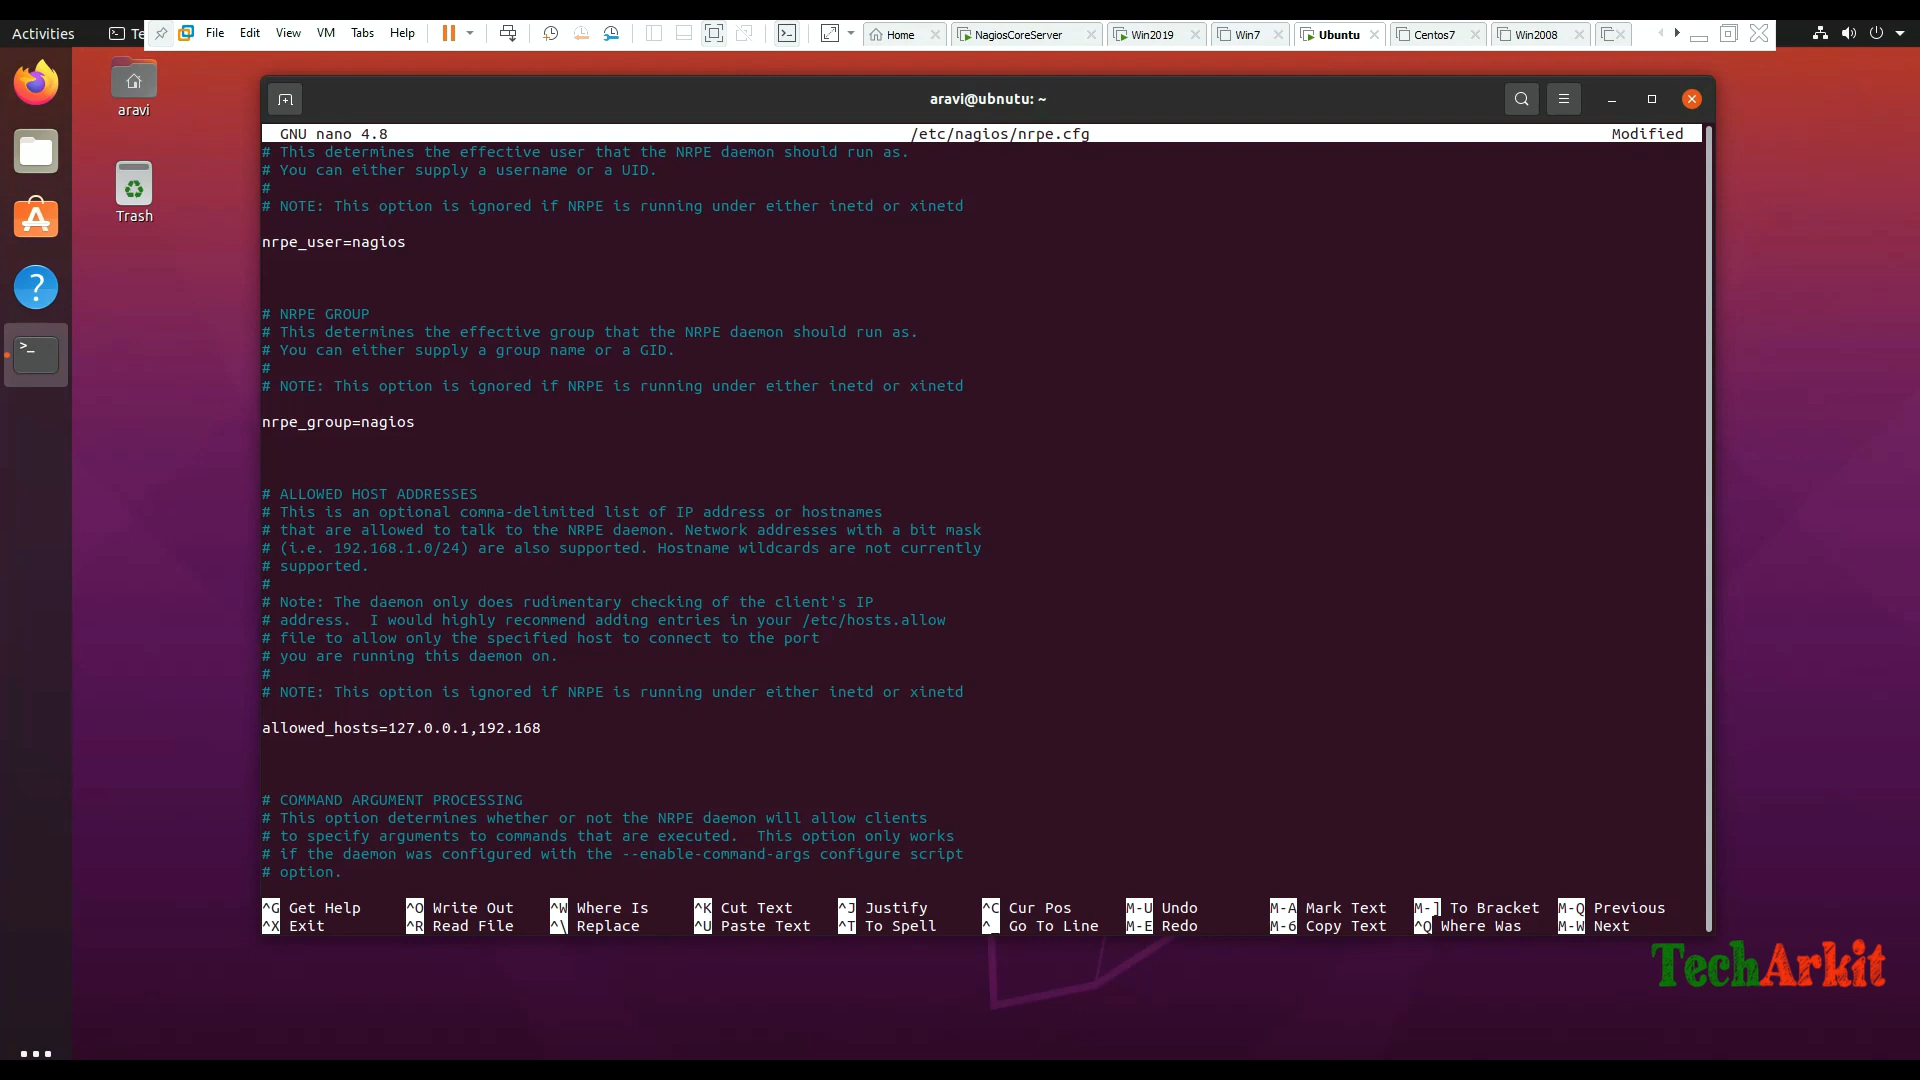 Activities
Te
File Edit View VM Tabs Help
Home
NagiosCoreServer
Win2019
Win7
Ubuntu
Centos7
Win2008
aravi
Trash
aravi@ubnutu: ~
GNU nano 4.8 /etc/nagios/nrpe.cfg Modified
# This determines the effective user that the NRPE daemon should run as.
# You can either supply a username or a UID.
#
# NOTE: This option is ignored if NRPE is running under either inetd or xinetd
nrpe_user=nagios
# NRPE GROUP
# This determines the effective group that the NRPE daemon should run as.
# You can either supply a group name or a GID.
#
# NOTE: This option is ignored if NRPE is running under either inetd or xinetd
nrpe_group=nagios
# ALLOWED HOST ADDRESSES
# This is an optional comma-delimited list of IP address or hostnames
# that are allowed to talk to the NRPE daemon. Network addresses with a bit mask
# (i.e. 192.168.1.0/24) are also supported. Hostname wildcards are not currently
# supported.
#
# Note: The daemon only does rudimentary checking of the client's IP
# address.  I would highly recommend adding entries in your /etc/hosts.allow
# file to allow only the specified host to connect to the port
# you are running this daemon on.
#
# NOTE: This option is ignored if NRPE is running under either inetd or xinetd
allowed_hosts=127.0.0.1,192.168
# COMMAND ARGUMENT PROCESSING
# This option determines whether or not the NRPE daemon will allow clients
# to specify arguments to commands that are executed.  This option only works
# if the daemon was configured with the --enable-command-args configure script
# option.
^G Get Help ^O Write Out ^W Where Is ^K Cut Text ^J Justify ^C Cur Pos M-U Undo M-A Mark Text M-] To Bracket M-Q Previous
^X Exit ^R Read File ^\ Replace ^U Paste Text ^T To Spell ^_ Go To Line M-E Redo M-6 Copy Text ^Q Where Was M-W Next
TechArkit